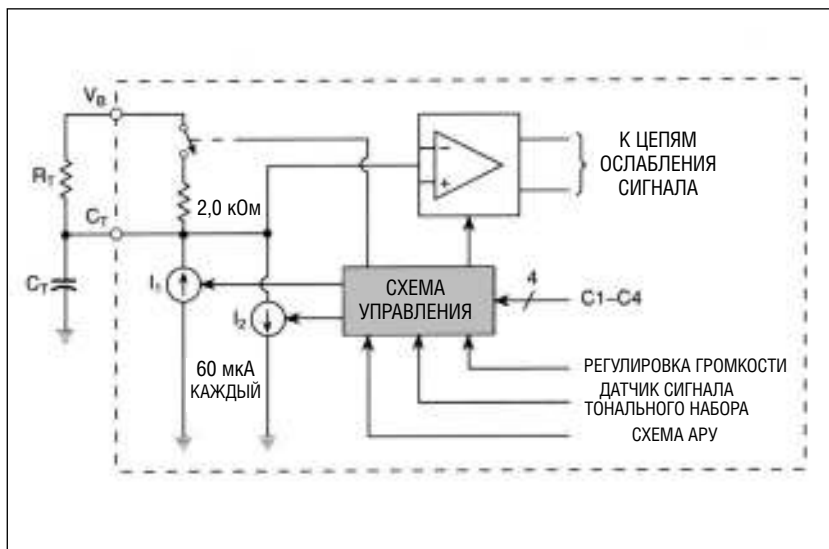 V_B
R_T
C_T
C_T
2,0 кОм
I_1
I_2
60 мкА
КАЖДЫЙ
К ЦЕПЯМ
ОСЛАБЛЕНИЯ
СИГНАЛА
СХЕМА
УПРАВЛЕНИЯ
4
C1–C4
РЕГУЛИРОВКА ГРОМКОСТИ
ДАТЧИК СИГНАЛА
ТОНАЛЬНОГО НАБОРА
СХЕМА АРУ